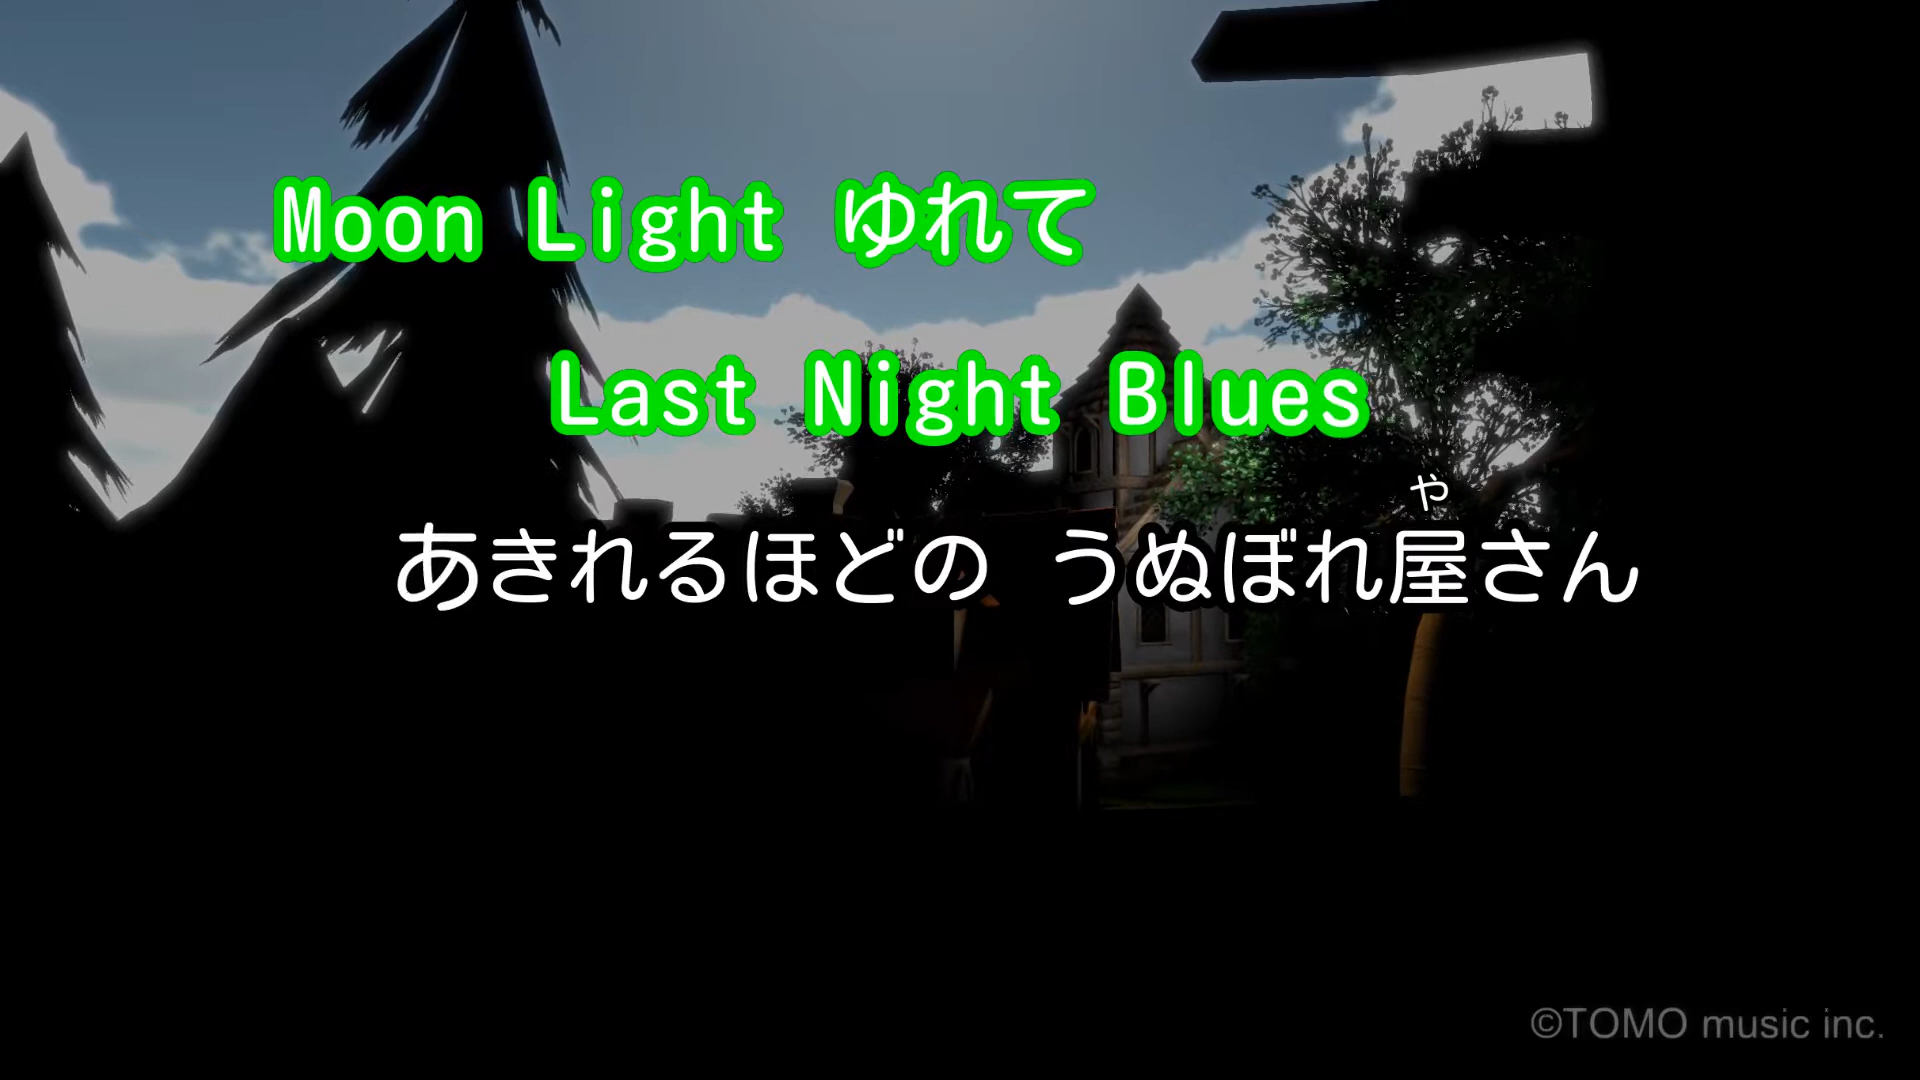 Moon Light ゆれて
Last Night Blues
や
あきれるほどの うぬぼれ屋さん
©TOMO music inc.